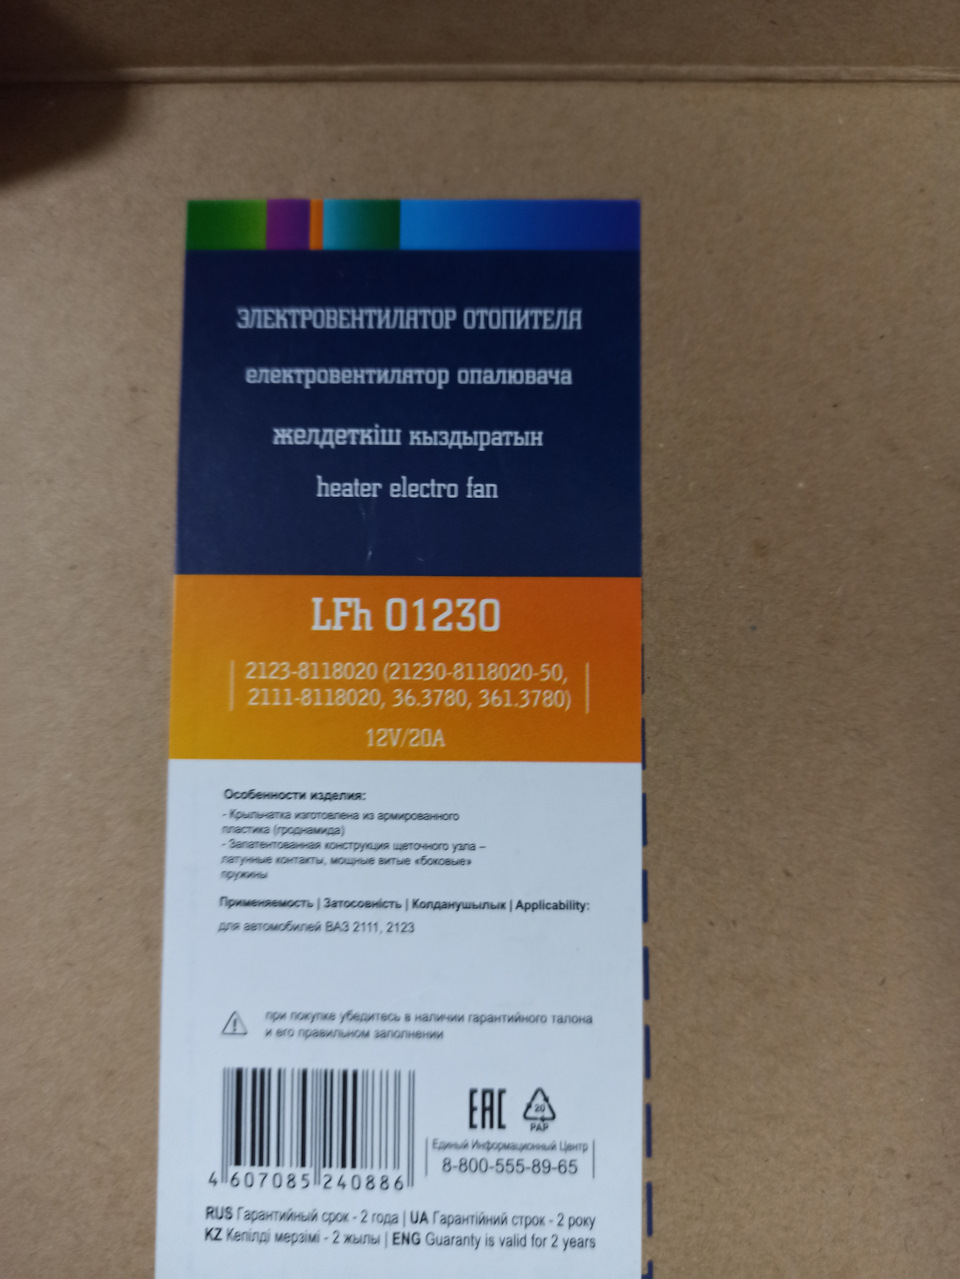 ЭЛЕКТРОВЕНТИЛЯТОР ОТОПИТЕЛЯ
електровентилятор опалювача
желдеткіш кыздыратын
heater electro fan
LFh 01230
2123-8118020 (21230-8118020-50,
2111-8118020, 36.3780, 361.3780)
12V/20A
Особенности изделия:
- Крыльчатка изготовлена из армированного
пластика (гроднамида)
- Запатентованная конструкция щеточного узла –
латунные контакты, мощные витые «боковые»
пружины
Применяемость | Затосовність | Колданушылык | Applicability:
для автомобилей ВАЗ 2111, 2123
при покупке убедитесь в наличии гарантийного талона
и его правильном заполнении
EAC
20
PAP
Единый Информационный Центр
8-800-555-89-65
4 607085 240886
RUS Гарантийный срок - 2 года | UA Гарантійний строк - 2 року
KZ Кепілді мерзімі - 2 жылы | ENG Guaranty is valid for 2 years